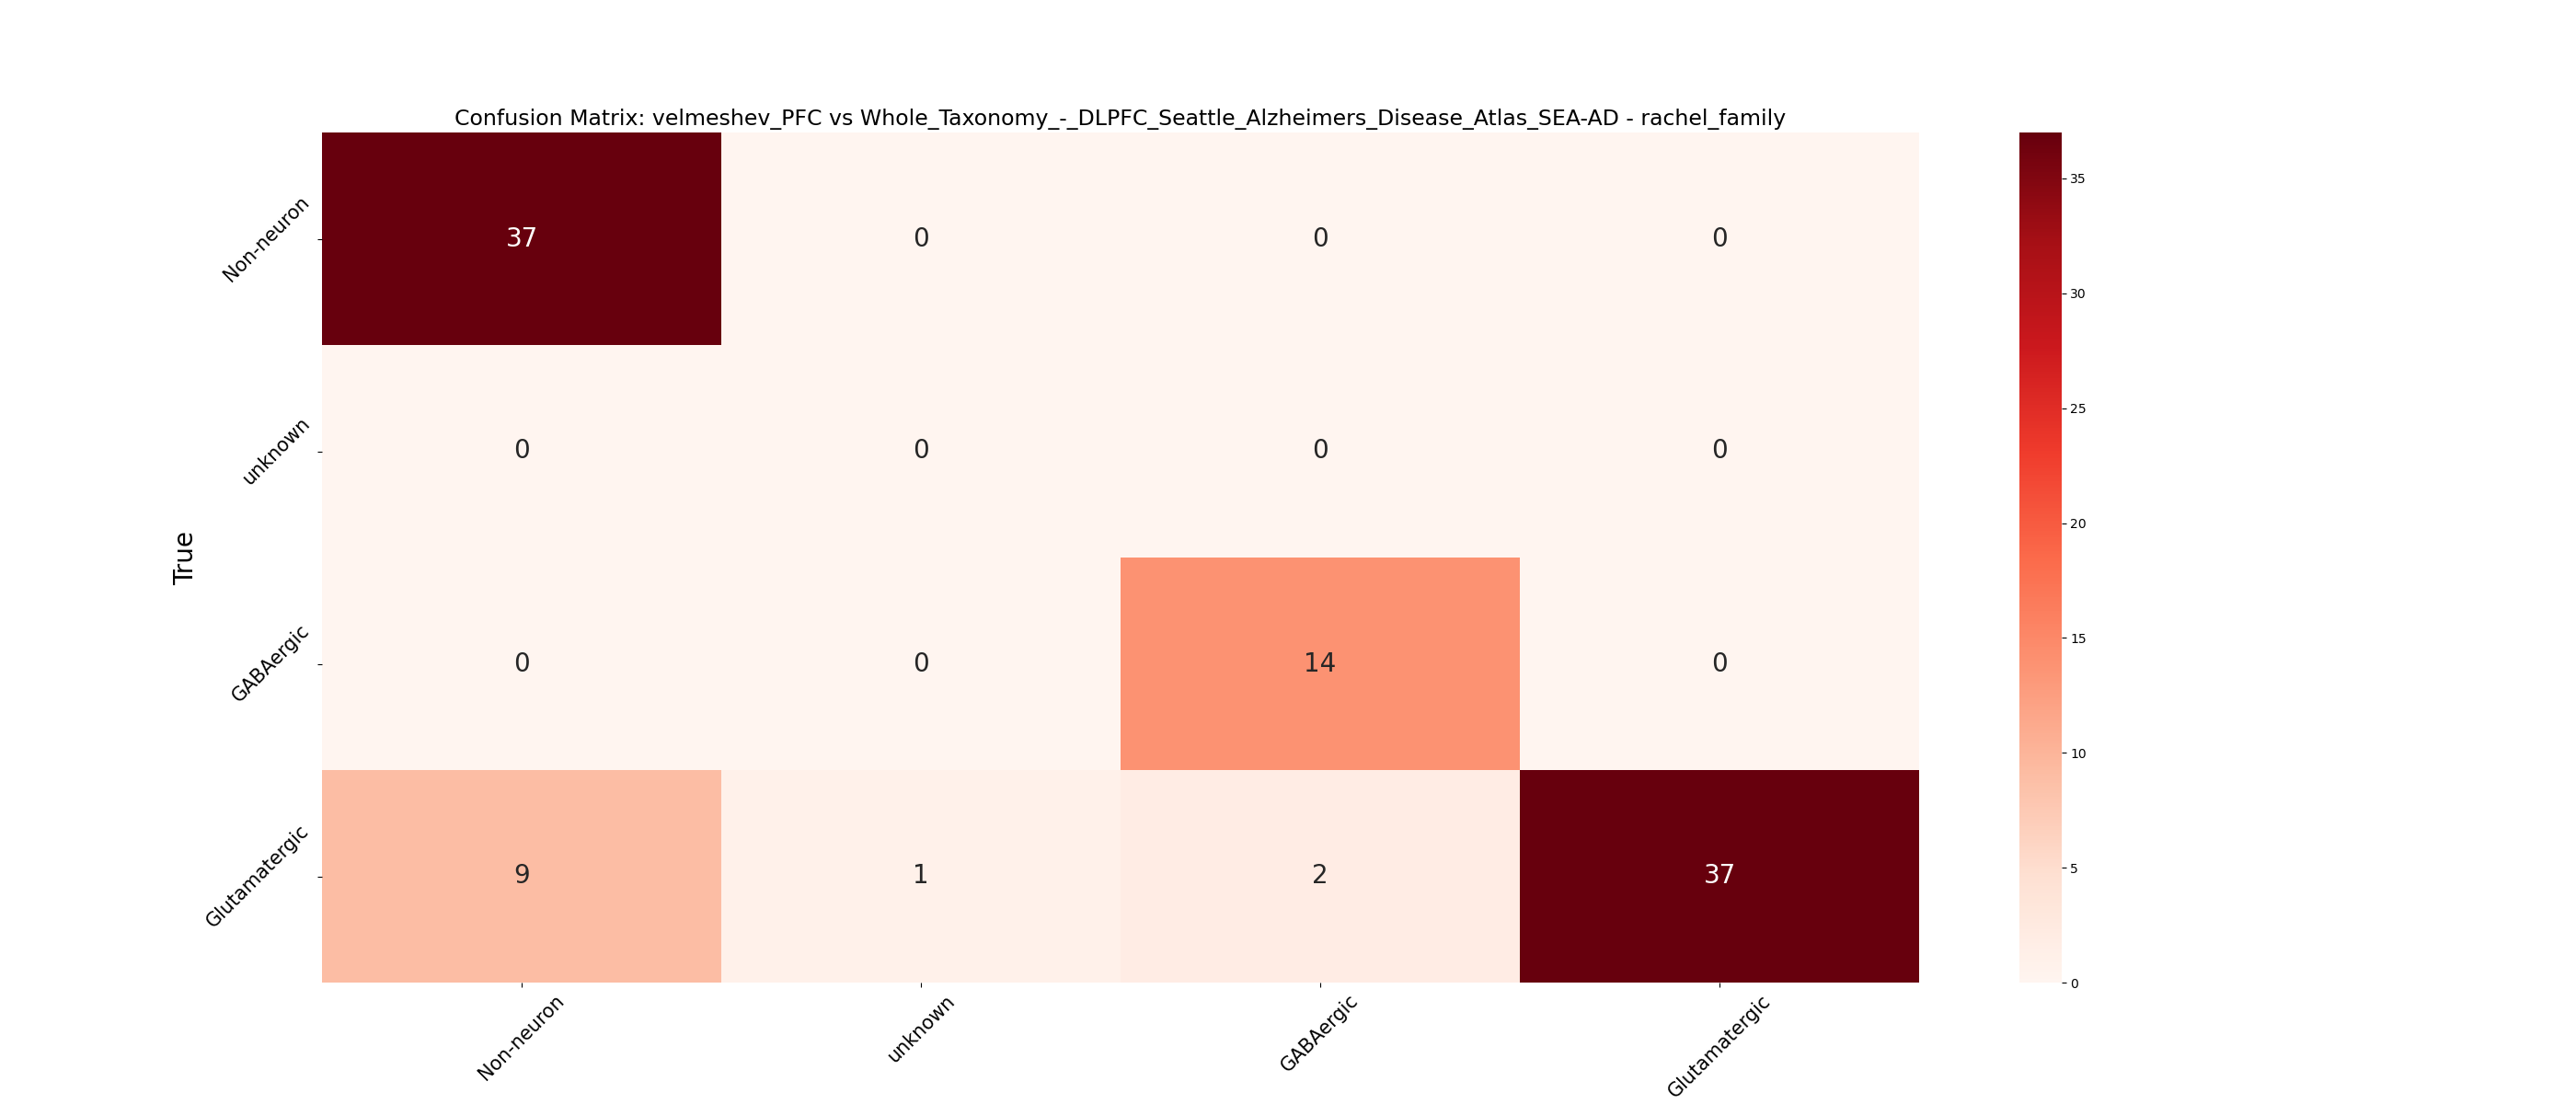 Confusion Matrix: velmeshev_PFC vs Whole_Taxonomy_-_DLPFC_Seattle_Alzheimers_Disease_Atlas_SEA-AD - rachel_family
True
Non-neuron
37
0
0
0
unknown
0
0
0
0
GABAergic
0
0
14
0
Glutamatergic
9
1
2
37
Non-neuron
unknown
GABAergic
Glutamatergic
35
30
25
20
15
10
5
0